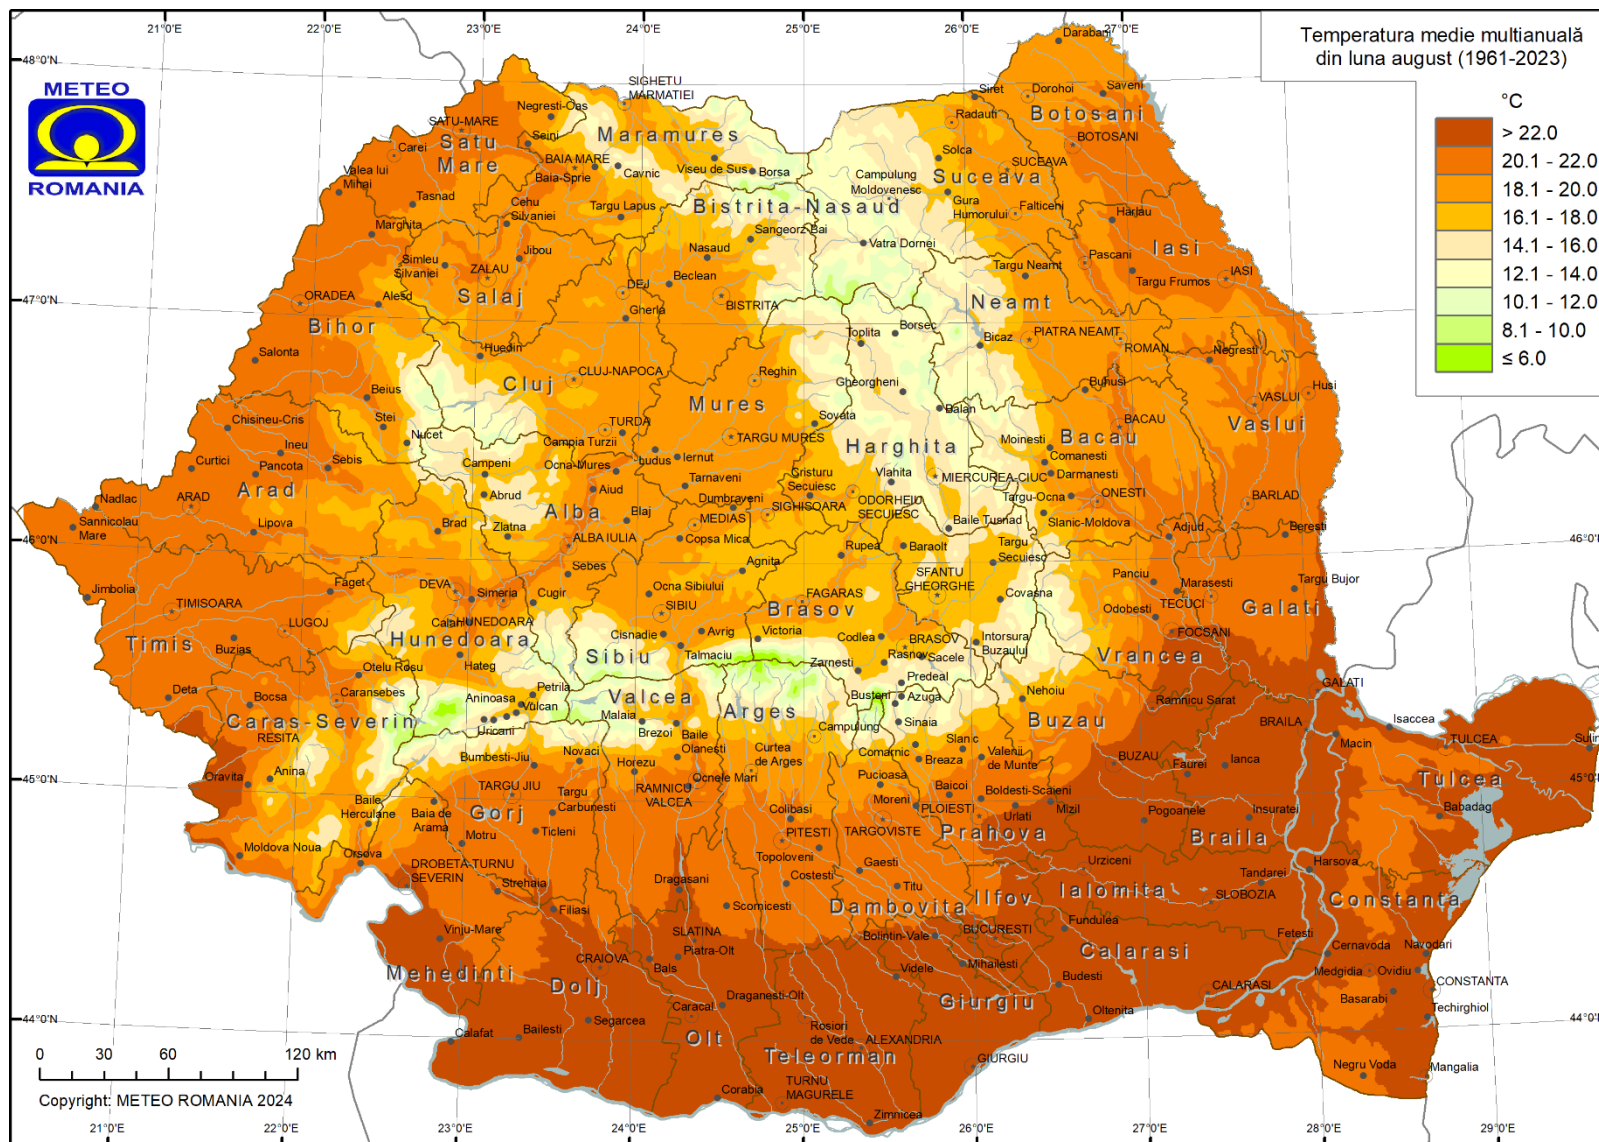 21°0'E 22°0'E 23°0'E 24°0'E 25°0'E 26°0'E 27°0'E
Temperatura medie multianuală
din luna august (1961-2023)
°C
> 22.0
20.1 - 22.0
18.1 - 20.0
16.1 - 18.0
14.1 - 16.0
12.1 - 14.0
10.1 - 12.0
8.1 - 10.0
≤ 6.0
METEO
ROMANIA
48°0'N
47°0'N
46°0'N
45°0'N
44°0'N
46°0'N
45°0'N
44°0'N
Darabani
SIGHETU
MARMATIEI
Siret
Dorohoi
Saveni
Negresti-Oas
Radauti
Botosani
SATU-MARE
Maramures
BOTOSANI
Satu
Mare
Seini
Carei
BAIA MARE
Baia-Sprie
Cavnic
Viseu de Sus
Borsa
Solca
SUCEAVA
Suceava
Valea lui
Mihai
Campulung
Moldovenesc
Tasnad
Cehu
Silvaniei
Targu Lapus
Bistrita-Nasaud
Gura
Humorului
Falticeni
Harlau
Marghita
Sangeorz-Bai
Vatra Dornei
Iasi
Simleu
Silvaniei
Jibou
Nasaud
Pascani
IASI
ZALAU
Salaj
Beclean
Targu Neamt
Targu Frumos
ORADEA
Alesd
DEJ
BISTRITA
Neamt
Bihor
Gherla
Toplita
Borsec
Bicaz
PIATRA NEAMT
ROMAN
Negresti
Salonta
Huedin
Cluj
CLUJ-NAPOCA
Reghin
Gheorgheni
Buhusi
Husi
Beius
Mures
Balan
VASLUI
Vaslui
Chisineu-Cris
Stei
Nucet
TURDA
Campia Turzii
TARGU MURES
Sovata
Harghita
Moinesti
Bacau
BACAU
Ineu
Curtici
Pancota
Sebis
Campeni
Ocna-Mures
Ludus
Iernut
Cristuru
Secuiesc
Vlahita
MIERCUREA-CIUC
Comanesti
Darmanesti
Arad
Abrud
Aiud
Tarnaveni
Dumbraveni
ODORHEIU
SECUIESC
Targu-Ocna
ONESTI
BARLAD
Nadlac
ARAD
Alba
SIGHISOARA
Sannicolau
Mare
Lipova
Brad
Zlatna
Blaj
MEDIAS
Baile Tusnad
Slanic-Moldova
Adjud
Beresti
ALBA IULIA
Copsa Mica
Rupea
Baraolt
Targu
Secuiesc
Jimbolia
Faget
DEVA
Simeria
Sebes
Cugir
Agnita
SFANTU
GHEORGHE
Panciu
Marasesti
Targu Bujor
TIMISOARA
Ocna Sibiului
FAGARAS
Covasna
TECUCI
Galati
LUGOJ
Calan
HUNEDOARA
SIBIU
Brasov
Odobesti
FOCSANI
Timis
Buzias
Hunedoara
Cisnadie
Avrig
Victoria
Codlea
BRASOV
Intorsura
Buzaului
Vrancea
Otelu Rosu
Hateg
Sibiu
Talmaciu
Zarnesti
Rasnov
Sacele
Deta
Bocsa
Caransebes
Aninoasa
Petrila
Vulcan
Valcea
Predeal
Busteni
Azuga
Nehoiu
GALATI
Caras-Severin
RESITA
Uricani
Malaia
Brezoi
Arges
Campulung
Sinaia
Buzau
Ramnicu Sarat
BRAILA
Isaccea
Macin
TULCEA
Sulina
Oravita
Anina
Bumbesti-Jiu
Novaci
Horezu
Baile
Olanesti
Curtea
de Arges
Comarnic
Slanic
Breaza
Valenii
de Munte
BUZAU
Faurei
Ianca
Tulcea
Baile
Herculane
Baia de
Arama
TARGU JIU
Targu
Carbunesti
RAMNICU
VALCEA
Ocnele Mari
Pucioasa
Moreni
Baicoi
PLOIESTI
Boldesti-Scaeni
Urlati
Mizil
Pogoanele
Insuratei
Babadag
Gorj
Colibasi
Moldova Noua
Orsova
Motru
Ticleni
PITESTI
TARGOVISTE
Prahova
Braila
DROBETA-TURNU
SEVERIN
Strehaia
Dragasani
Topoloveni
Costesti
Gaesti
Titu
Urziceni
Harsova
Tandarei
SLOBOZIA
Ialomita
Filiasi
Scornicesti
Dambovita
Ilfov
Constanta
Vinju-Mare
SLATINA
Piatra-Olt
Bolintin-Vale
BUCURESTI
Fundulea
Fetesti
Cernavoda
Navodari
Mehedinti
CRAIOVA
Bals
Videle
Mihailesti
Calarasi
Budesti
Medgidia
Ovidiu
CONSTANTA
Dolj
Draganesti-Olt
Giurgiu
CALARASI
Basarabi
Techirghiol
Caracal
Oltenita
Segarcea
Rosiori
de Vede
Calafat
Bailesti
Olt
ALEXANDRIA
Teleorman
GIURGIU
Negru Voda
Mangalia
TURNU
MAGURELE
Corabia
Zimnicea
0 30 60 120 km
Copyright: METEO ROMANIA 2024
21°0'E 22°0'E 23°0'E 24°0'E 25°0'E 26°0'E 27°0'E 28°0'E 29°0'E